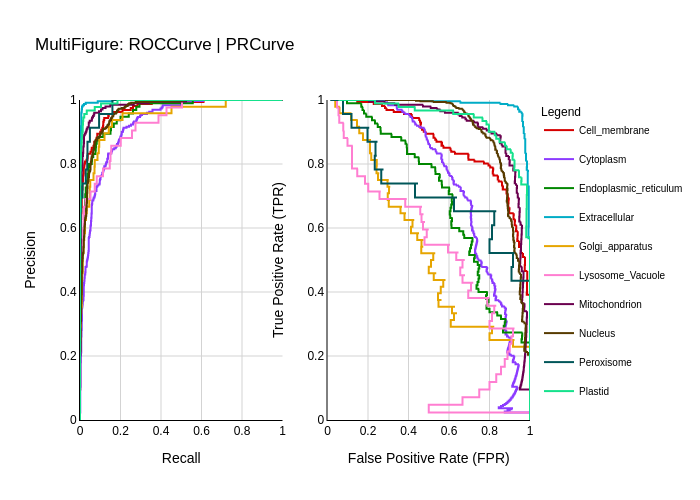 MultiFigure: ROCCurve | PRCurve
Precision
1
0.8
0.6
0.4
0.2
0
0
0.2
0.4
0.6
0.8
1
Recall
True Positive Rate (TPR)
1
0.8
0.6
0.4
0.2
0
0
0.2
0.4
0.6
0.8
1
False Positive Rate (FPR)
Legend
Cell_membrane
Cytoplasm
Endoplasmic_reticulum
Extracellular
Golgi_apparatus
Lysosome_Vacuole
Mitochondrion
Nucleus
Peroxisome
Plastid